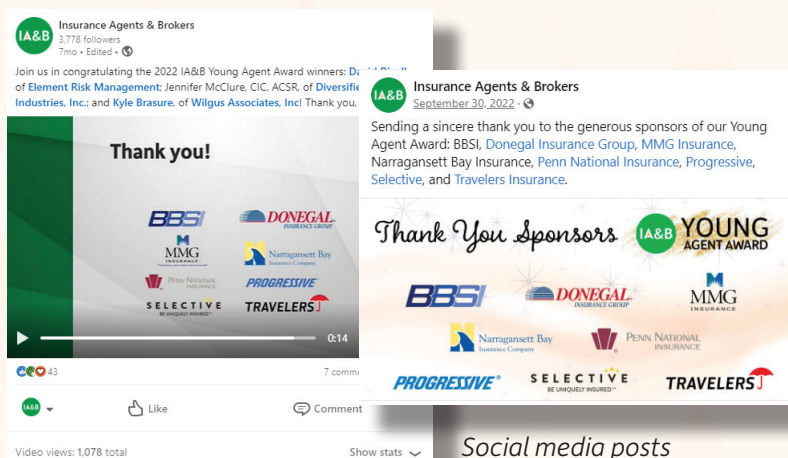 IA&B
Insurance Agents & Brokers
3,778 followers
7mo • Edited •
Join us in congratulating the 2022 IA&B Young Agent Award winners:
of Element Risk Management; Jennifer McClure, CIC, ACSR, of
Industries, Inc.; and Kyle Brasure, of Wilgus Associates, Inc! Thank you,
Thank you!
BBSI
DONEGAL
INSURANCE GROUP
MMG
INSURANCE
Narragansett Bay
Insurance Company
PENN NATIONAL
INSURANCE
PROGRESSIVE
SELECTIVE
BE UNIQUELY INSURED
TRAVELERS
0:14
43
7
IA&B
Like
Comment
Video views: 1,078 total
Show stats
IA&B
Insurance Agents & Brokers
September 30, 2022 ·
Sending a sincere thank you to the generous sponsors of our Young
Agent Award: BBSI, Donegal Insurance Group, MMG Insurance,
Narragansett Bay Insurance, Penn National Insurance, Progressive,
Selective, and Travelers Insurance.
Thank You Sponsors
IA&B
YOUNG
AGENT AWARD
BBSI
DONEGAL
INSURANCE GROUP
MMG
INSURANCE
Narragansett Bay
Insurance Company
PENN NATIONAL
INSURANCE
PROGRESSIVE®
SELECTIVE
BE UNIQUELY INSURED
TRAVELERS
Social media posts